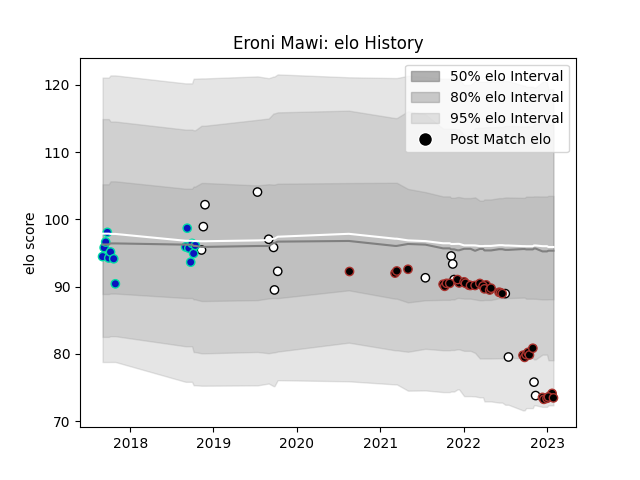 Eroni Mawi: elo History
50% elo Interval
80% elo Interval
95% elo Interval
Post Match elo
elo score
120
110
100
90
80
70
2018 2019 2020 2021 2022 2023